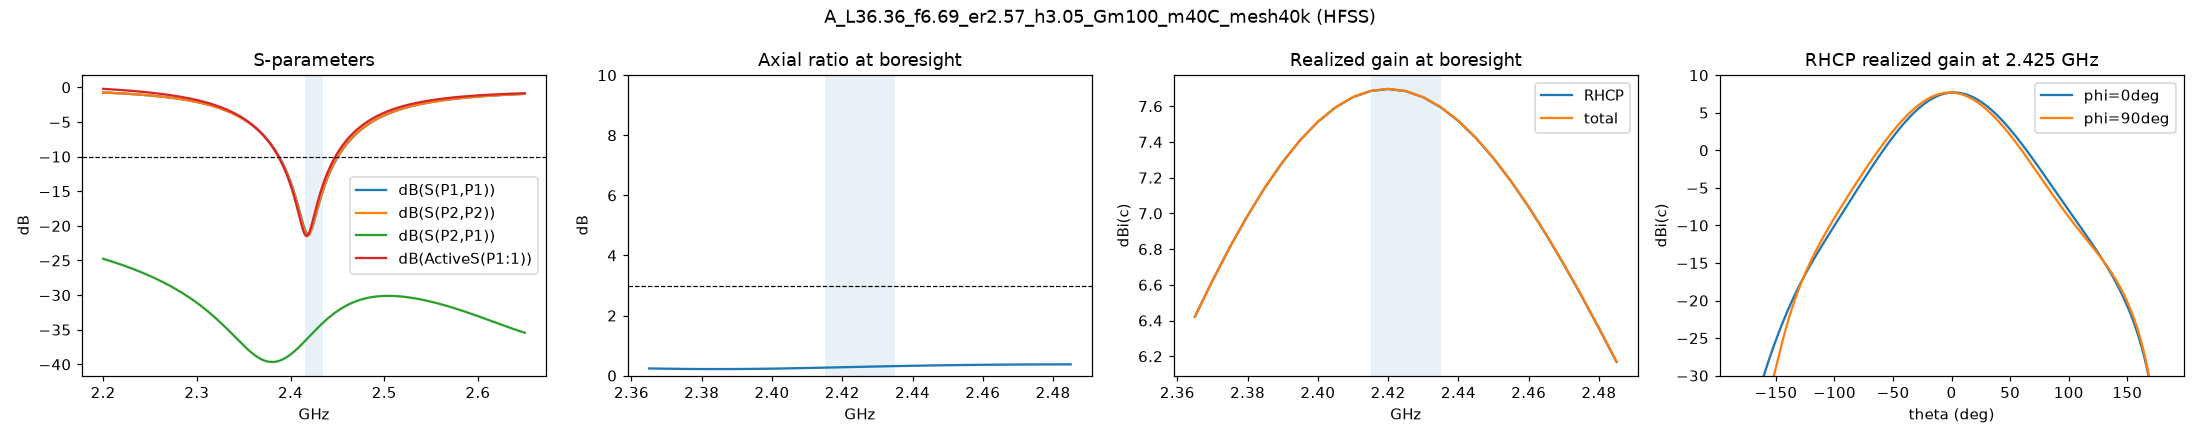 A_L36.36_f6.69_er2.57_h3.05_Gm100_m40C_mesh40k (HFSS)
S-parameters
0
−5
−10
−15
−20
−25
−30
−35
−40
dB
2.2 2.3 2.4 2.5 2.6
GHz
dB(S(P1,P1))
dB(S(P2,P2))
dB(S(P2,P1))
dB(ActiveS(P1:1))
Axial ratio at boresight
10
8
6
4
2
0
dB
2.36 2.38 2.40 2.42 2.44 2.46 2.48
GHz
Realized gain at boresight
7.6
7.4
7.2
7.0
6.8
6.6
6.4
6.2
dBi(c)
2.36 2.38 2.40 2.42 2.44 2.46 2.48
GHz
RHCP
total
RHCP realized gain at 2.425 GHz
10
5
0
−5
−10
−15
−20
−25
−30
dBi(c)
−150 −100 −50 0 50 100 150
theta (deg)
phi=0deg
phi=90deg